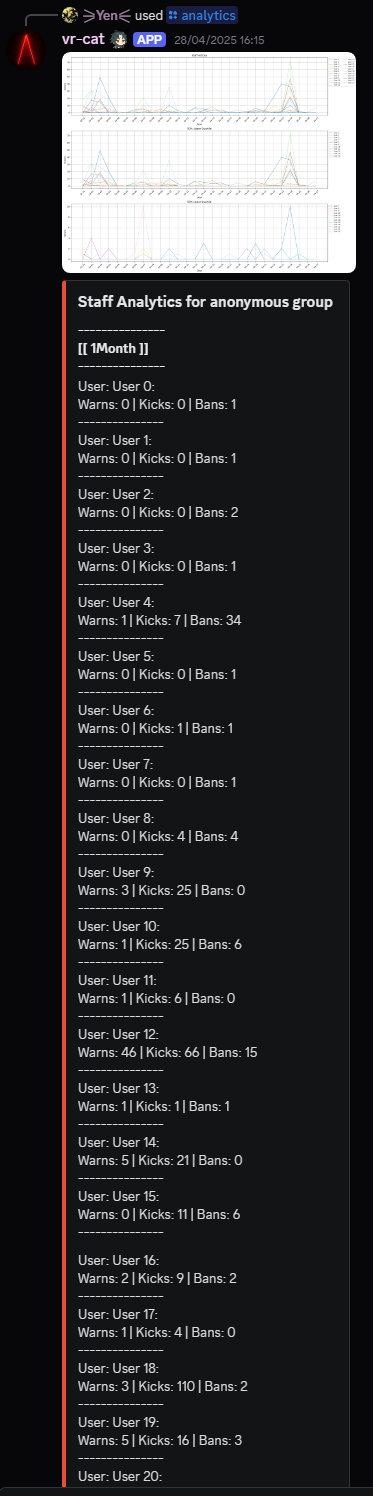 ⋺Yen⋲ used analytics
vr-cat APP 28/04/2025 16:15
Staff Analytics for anonymous group
---------------
[[ 1Month ]]
---------------
User: User 0:
Warns: 0 | Kicks: 0 | Bans: 1
---------------
User: User 1:
Warns: 0 | Kicks: 0 | Bans: 1
---------------
User: User 2:
Warns: 0 | Kicks: 0 | Bans: 2
---------------
User: User 3:
Warns: 0 | Kicks: 0 | Bans: 1
---------------
User: User 4:
Warns: 1 | Kicks: 7 | Bans: 34
---------------
User: User 5:
Warns: 0 | Kicks: 0 | Bans: 1
---------------
User: User 6:
Warns: 0 | Kicks: 1 | Bans: 1
---------------
User: User 7:
Warns: 0 | Kicks: 0 | Bans: 1
---------------
User: User 8:
Warns: 0 | Kicks: 4 | Bans: 4
---------------
User: User 9:
Warns: 3 | Kicks: 25 | Bans: 0
---------------
User: User 10:
Warns: 1 | Kicks: 25 | Bans: 6
---------------
User: User 11:
Warns: 1 | Kicks: 6 | Bans: 0
---------------
User: User 12:
Warns: 46 | Kicks: 66 | Bans: 15
---------------
User: User 13:
Warns: 1 | Kicks: 1 | Bans: 1
---------------
User: User 14:
Warns: 5 | Kicks: 21 | Bans: 0
---------------
User: User 15:
Warns: 0 | Kicks: 11 | Bans: 6
---------------
User: User 16:
Warns: 2 | Kicks: 9 | Bans: 2
---------------
User: User 17:
Warns: 1 | Kicks: 4 | Bans: 0
---------------
User: User 18:
Warns: 3 | Kicks: 110 | Bans: 2
---------------
User: User 19:
Warns: 5 | Kicks: 16 | Bans: 3
---------------
User: User 20: